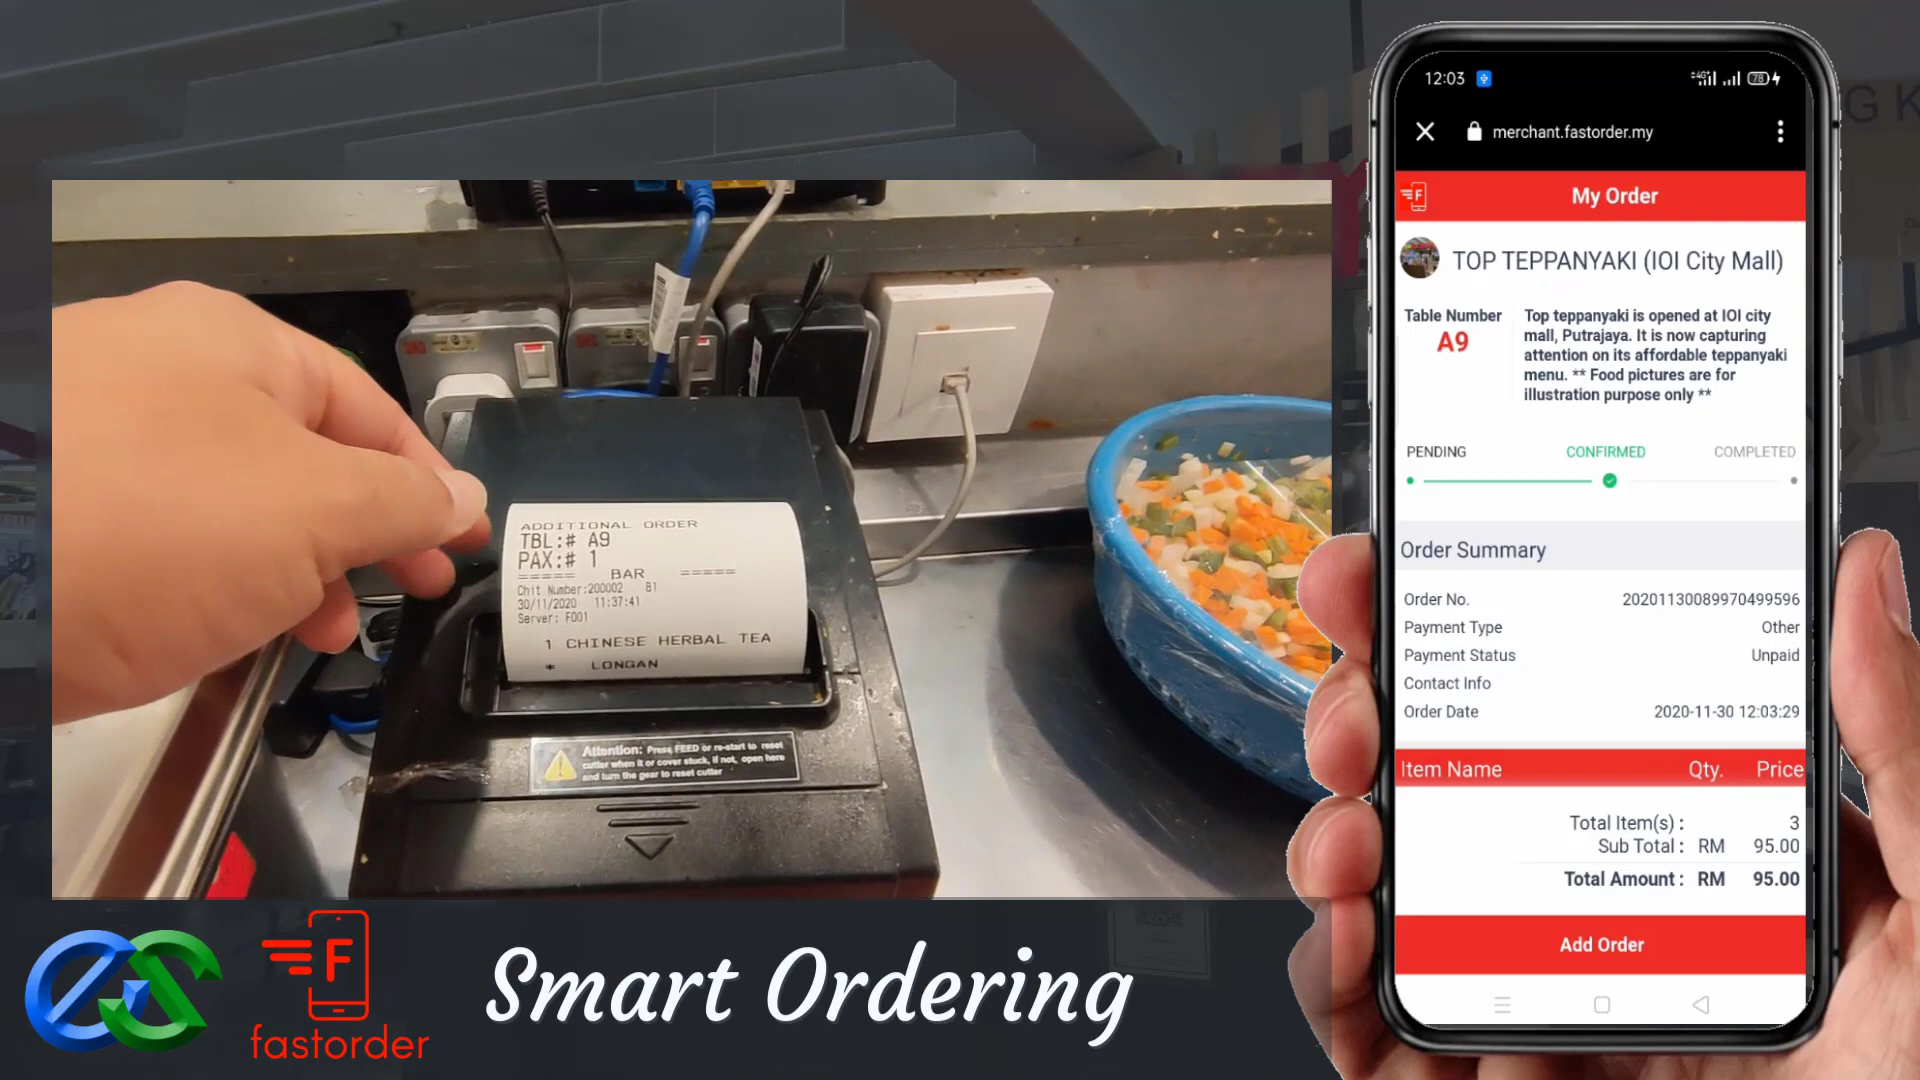 ADDITIONAL ORDER
TBL:# A9
PAX:# 1
===== BAR =====
Chit Number:200002 B1
30/11/2020 11:37:41
Server: F001
1 CHINESE HERBAL TEA
* LONGAN
Attention: Press FEED or re-start to reset
cutter when it or cover stuck, if not, open here
and turn the gear to reset cutter
F
fastorder
Smart Ordering
12:03
4G+
78
merchant.fastorder.my
F
My Order
TOP TEPPANYAKI (IOI City Mall)
Table Number
A9
Top teppanyaki is opened at IOI city
mall, Putrajaya. It is now capturing
attention on its affordable teppanyaki
menu. ** Food pictures are for
illustration purpose only **
PENDING CONFIRMED COMPLETED
Order Summary
Order No. 20201130089970499596
Payment Type Other
Payment Status Unpaid
Contact Info
Order Date 2020-11-30 12:03:29
Item Name Qty. Price
Total Item(s) : 3
Sub Total : RM 95.00
Total Amount : RM 95.00
Add Order
G K